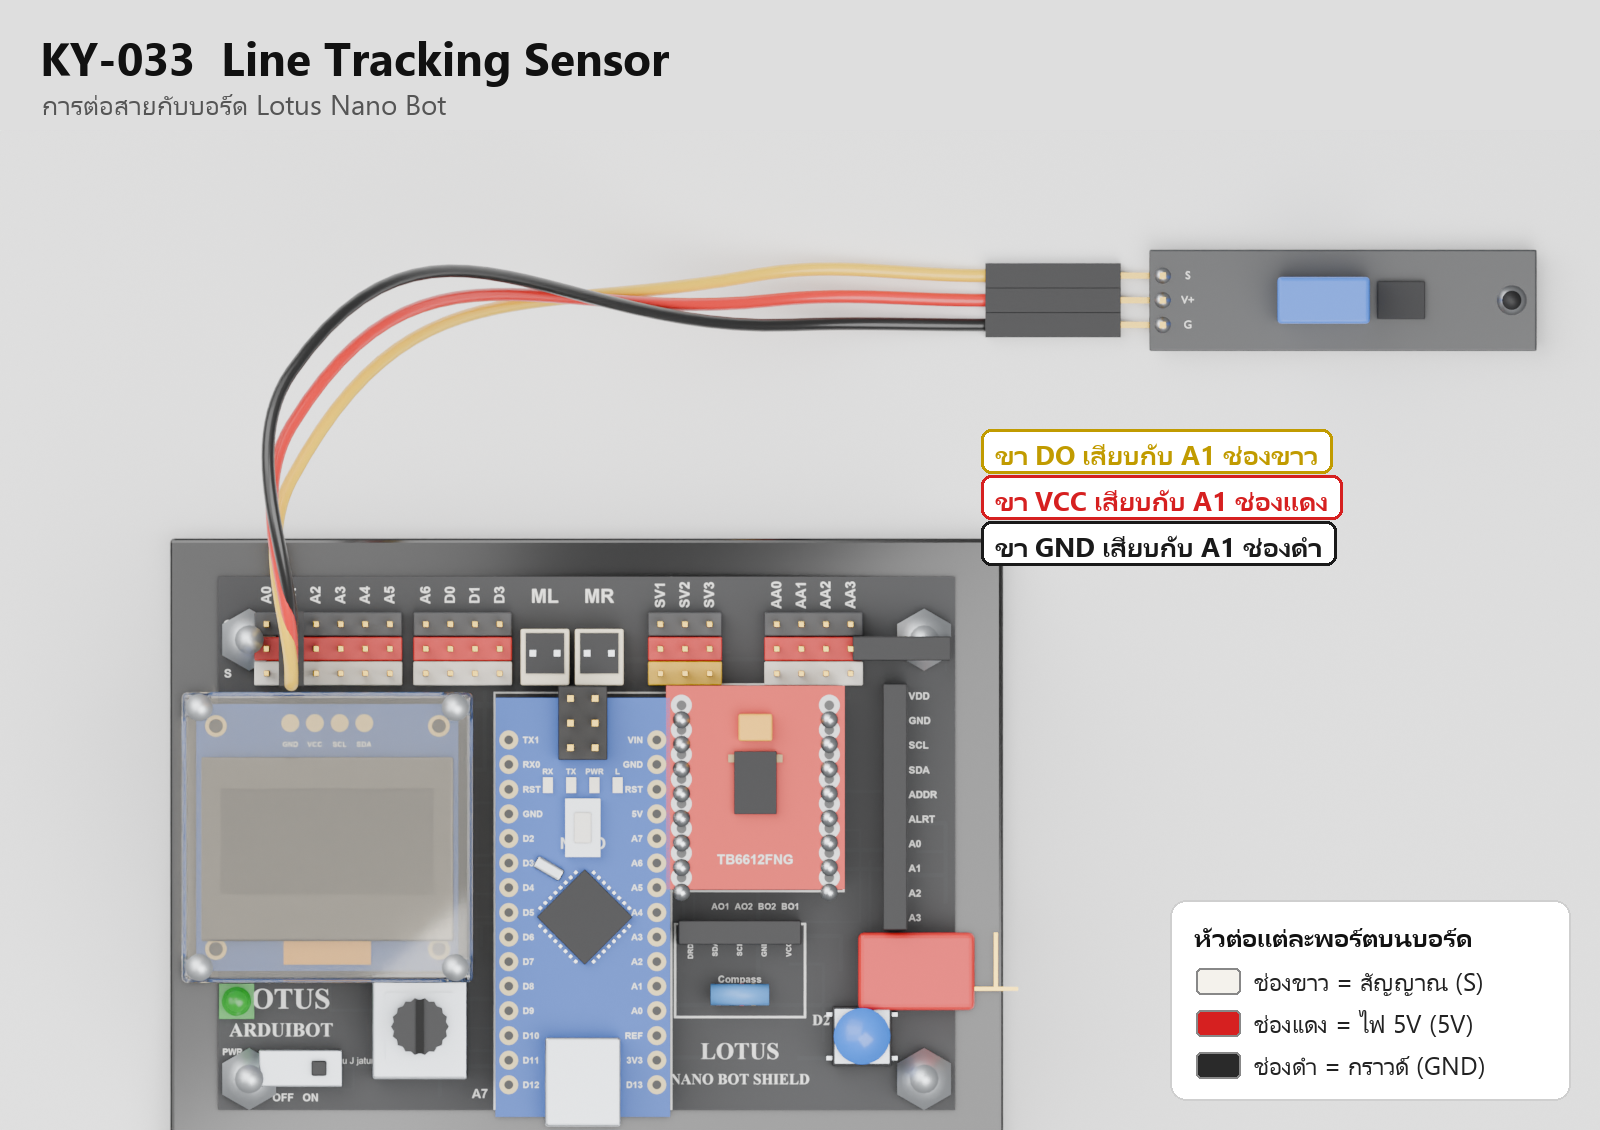 KY-033 Line Tracking Sensor
การต่อสายกับบอร์ด Lotus Nano Bot
S
V+
G
ขา DO เสียบกับ A1 ช่องขาว
ขา VCC เสียบกับ A1 ช่องแดง
ขา GND เสียบกับ A1 ช่องดำ
A0 A2 A3 A4 A5 A6 D0 D1 D3 ML MR SV1 SV2 SV3 AA0 AA1 AA2 AA3
S
GND VCC SCL SDA
TX1
RX0
RST
GND
D2
D3
D4
D5
D6
D7
D8
D9
D10
D11
D12
RX TX PWR L
VIN
GND
RST
5V
A7
A6
A5
A4
A3
A2
A1
A0
REF
3V3
D13
TB6612FNG
AO1 AO2 BO2 BO1
VDD
GND
SCL
SDA
ADDR
ALRT
A0
A1
A2
A3
Compass
D2
LOTUS
NANO BOT SHIELD
OTUS
ARDUIBOT
PWR
OFF ON
A7
หัวต่อแต่ละพอร์ตบนบอร์ด
ช่องขาว = สัญญาณ (S)
ช่องแดง = ไฟ 5V (5V)
ช่องดำ = กราวด์ (GND)